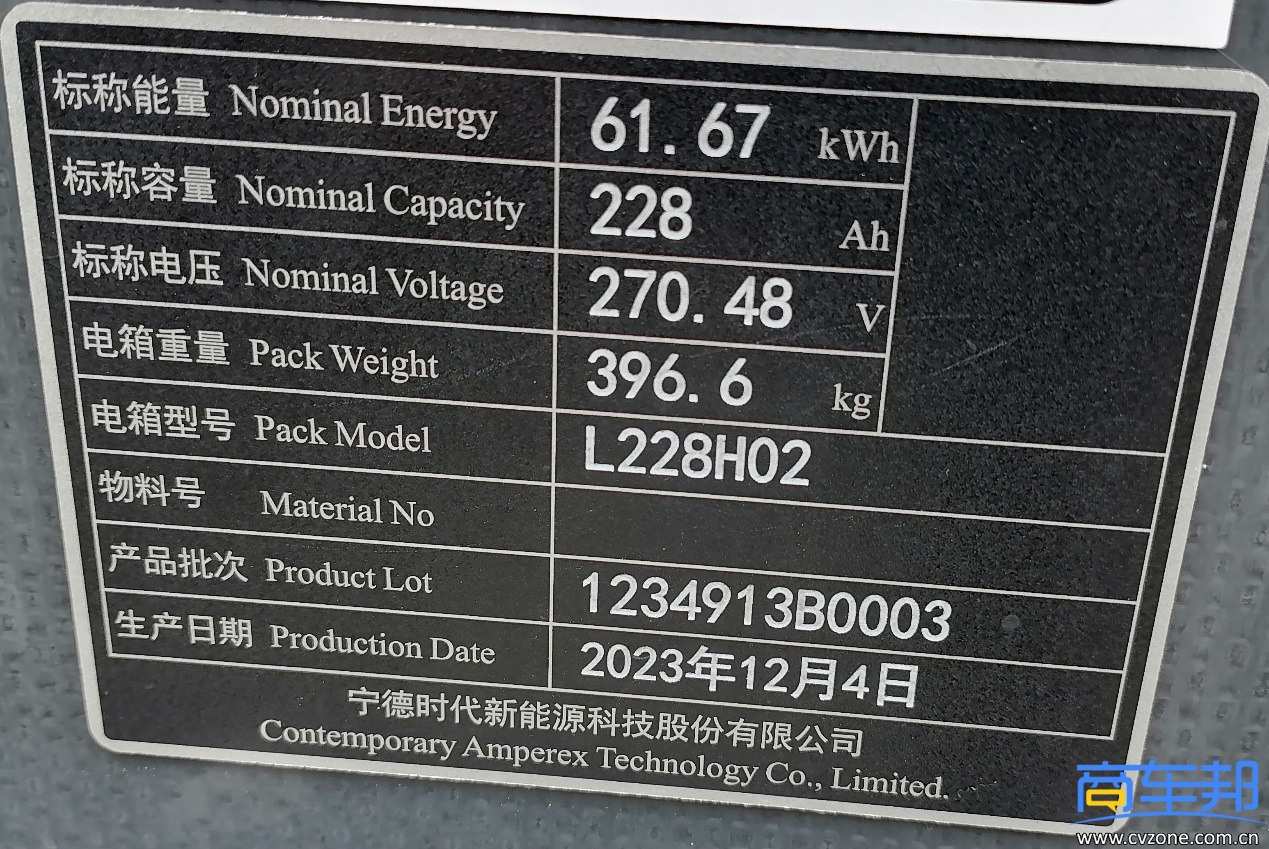 标称能量 Nominal Energy 61.67 kWh
标称容量 Nominal Capacity 228 Ah
标称电压 Nominal Voltage 270.48 V
电箱重量 Pack Weight 396.6 kg
电箱型号 Pack Model L228H02
物料号 Material No
产品批次 Product Lot 1234913B0003
生产日期 Production Date 2023年12月4日
宁德时代新能源科技股份有限公司
Contemporary Amperex Technology Co., Limited.
商车邦
www.cvzone.com.cn